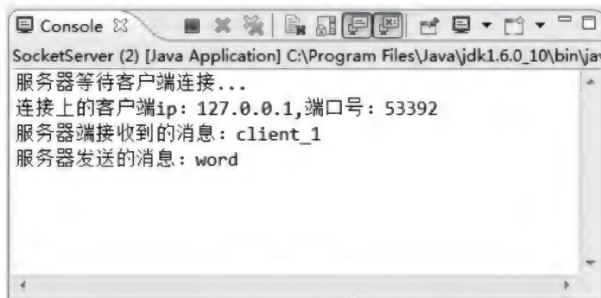 Console
SocketServer (2) [Java Application] C:\Program Files\Java\jdk1.6.0_10\bin\jav
服务器等待客户端连接...
连接上的客户端ip: 127.0.0.1,端口号: 53392
服务器端接收到的消息: client_1
服务器发送的消息: word